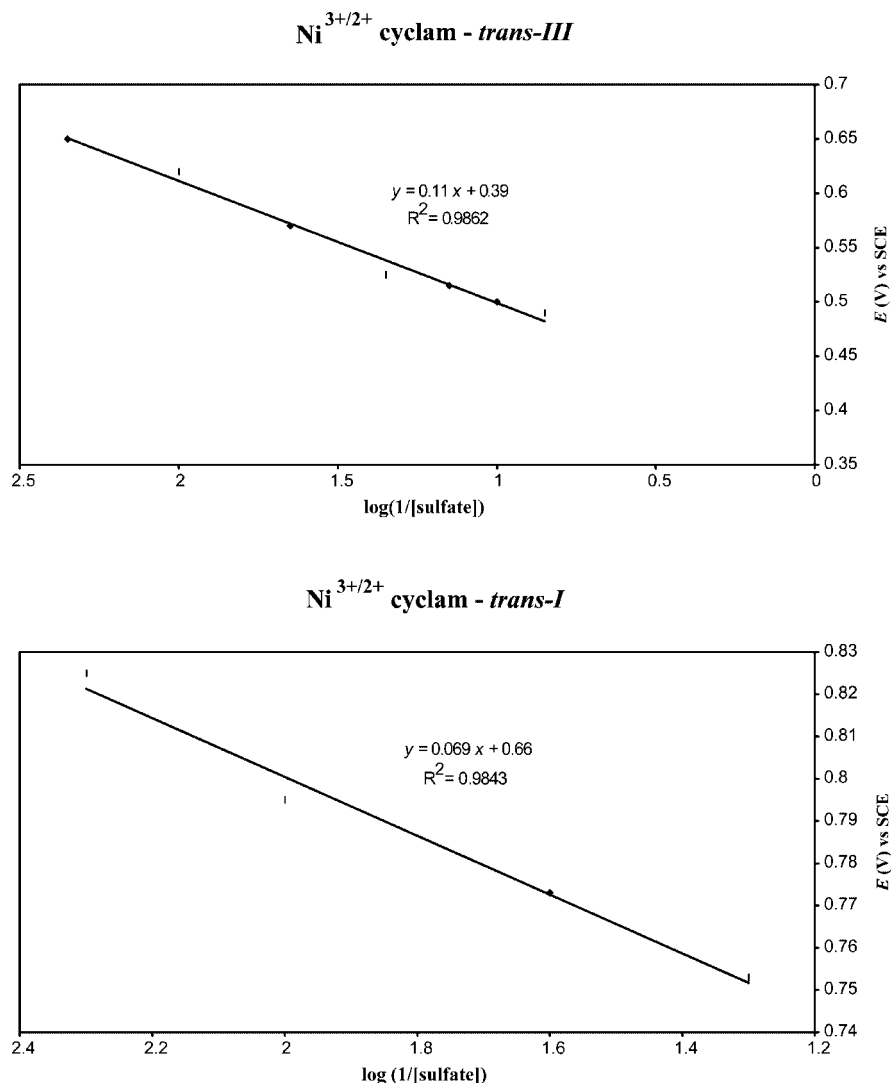 Ni 3+/2+ cyclam - trans-III
0.7
0.65
0.6
y = 0.11 x + 0.39
R2 = 0.9862
0.55
0.5
0.45
0.4
0.35
E (V) vs SCE
2.5 2 1.5 1 0.5 0
log(1/[sulfate])
Ni 3+/2+ cyclam - trans-I
0.83
0.82
0.81
y = 0.069 x + 0.66
R2 = 0.9843
0.8
0.79
0.78
0.77
0.76
0.75
0.74
E (V) vs SCE
2.4 2.2 2 1.8 1.6 1.4 1.2
log (1/[sulfate])